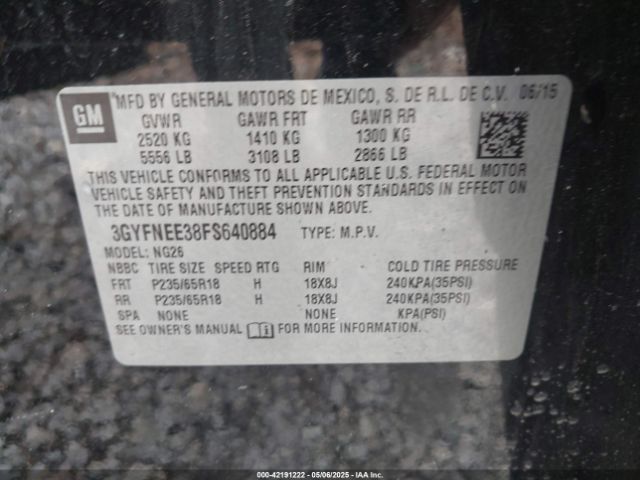 GM
MFD BY GENERAL MOTORS DE MEXICO, S. DE R.L. DE C.V. 06/15
GVWR GAWR FRT GAWR RR
2520 KG 1410 KG 1300 KG
5556 LB 3108 LB 2866 LB
THIS VEHICLE CONFORMS TO ALL APPLICABLE U.S. FEDERAL MOTOR
VEHICLE SAFETY AND THEFT PREVENTION STANDARDS IN EFFECT ON
THE DATE OF MANUFACTURE SHOWN ABOVE.
3GYFNEE38FS640884 TYPE: M.P.V.
MODEL: NG26
NBBC TIRE SIZE SPEED RTG RIM COLD TIRE PRESSURE
FRT P235/65R18 H 18X8J 240KPA(35PSI)
RR P235/65R18 H 18X8J 240KPA(35PSI)
SPA NONE NONE KPA(PSI)
SEE OWNER'S MANUAL FOR MORE INFORMATION.
000-42191222 - 05/06/2025 - IAA, Inc.